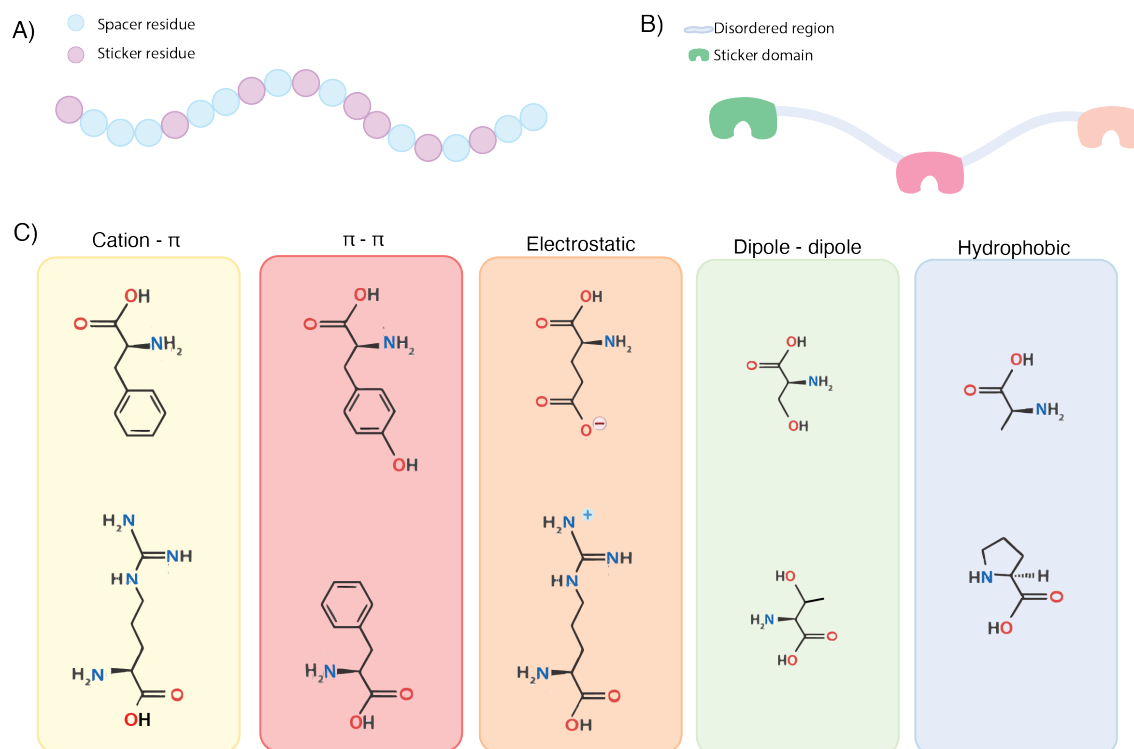 A)
Spacer residue
Sticker residue
B)
Disordered region
Sticker domain
C)
Cation - π
π - π
Electrostatic
Dipole - dipole
Hydrophobic
OH
O
NH2
H2N
NH
H N
H2N
O
OH
OH
O
NH2
OH
H2N
O
OH
OH
O
NH2
O
O −
H2N +
NH
H N
H2N
O
OH
OH
O
NH2
OH
HO
H2N
O
HO
OH
O
NH2
HN
H
O
HO